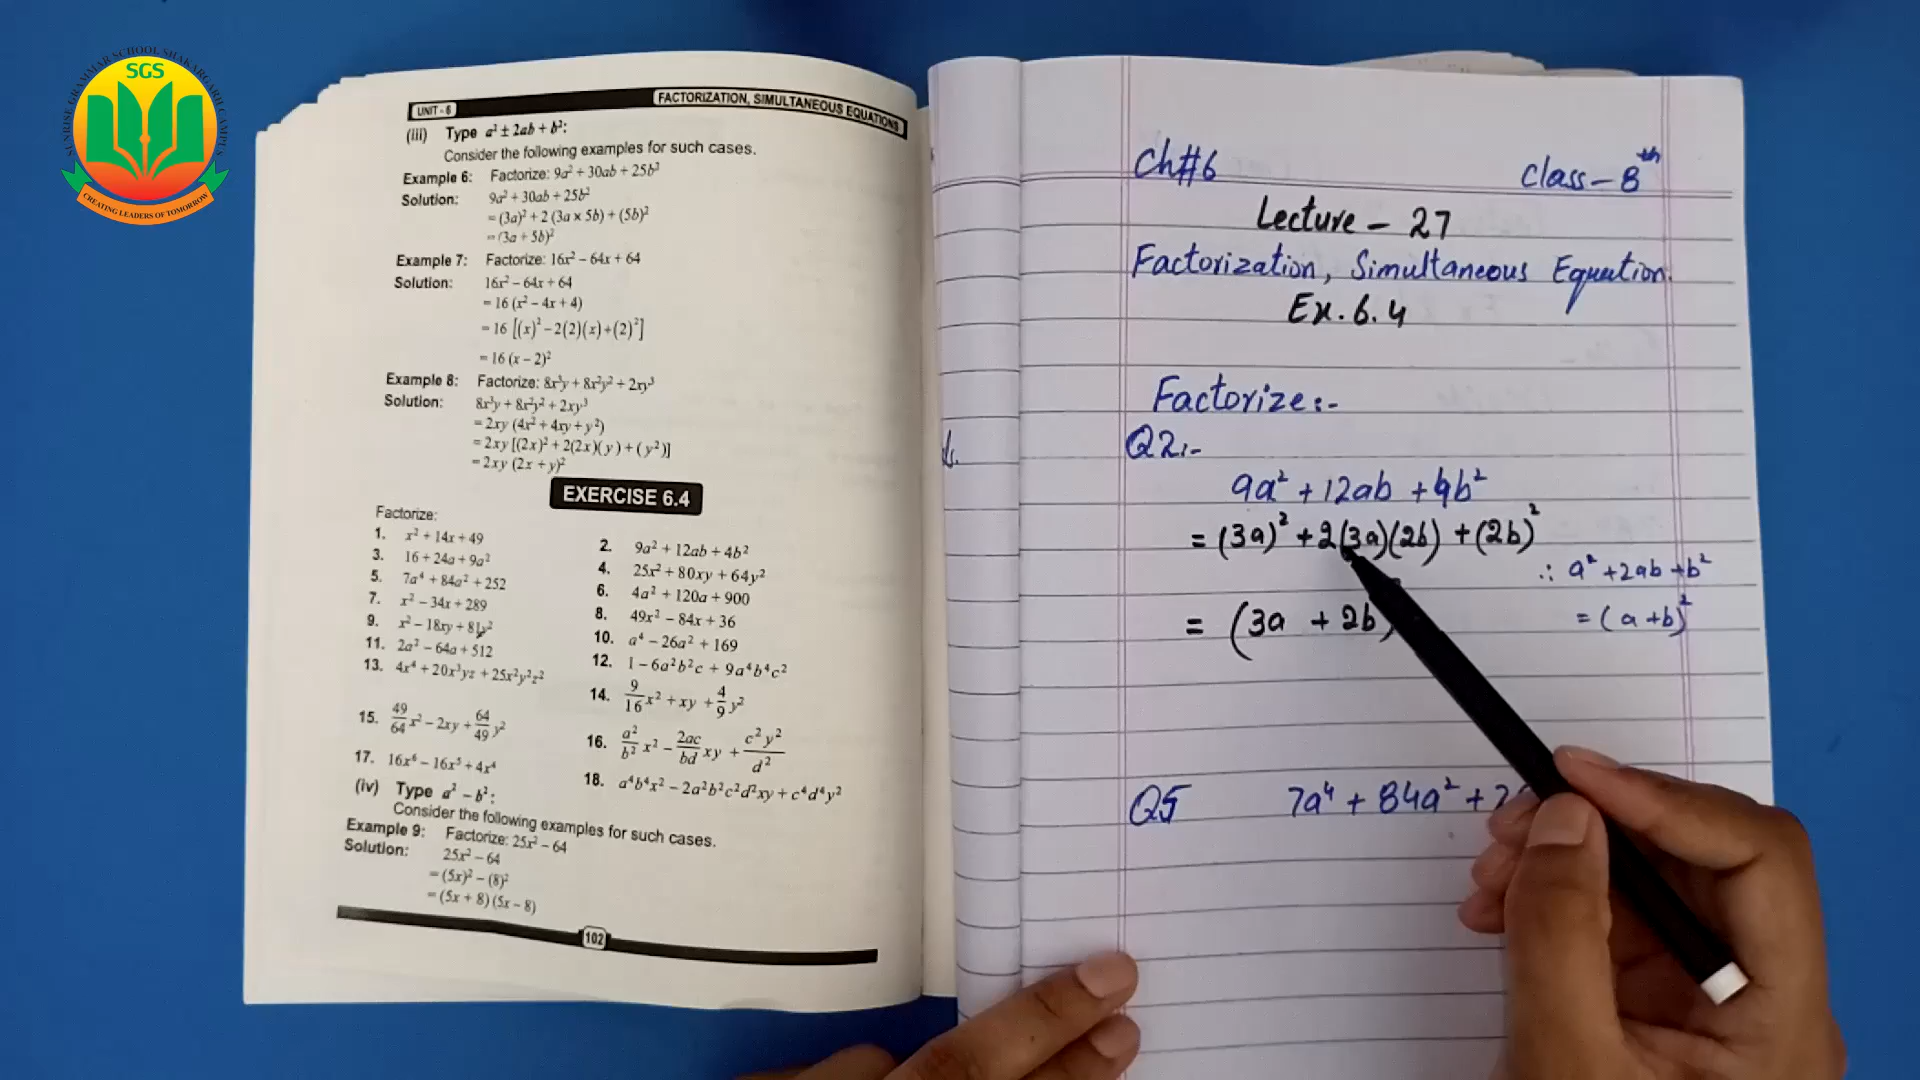 SUNRISE GRAMMAR SCHOOL SHAKARGARH CAMPUS
SGS
CREATING LEADERS OF TOMORROW
UNIT - 6
FACTORIZATION, SIMULTANEOUS EQUATIONS
(iii) Type a² ± 2ab + b²:
Consider the following examples for such cases.
Example 6: Factorize: 9a² + 30ab + 25b²
Solution: 9a² + 30ab + 25b²
= (3a)² + 2 (3a × 5b) + (5b)²
= (3a + 5b)²
Example 7: Factorize: 16x² – 64x + 64
Solution: 16x² – 64x + 64
= 16 (x² – 4x + 4)
= 16 [(x)² – 2(2)(x) + (2)²]
= 16 (x – 2)²
Example 8: Factorize: 8x³y + 8x²y² + 2xy³
Solution: 8x³y + 8x²y² + 2xy³
= 2xy (4x² + 4xy + y²)
= 2xy [(2x)² + 2(2x)(y) + (y²)]
= 2xy (2x + y)²
EXERCISE 6.4
Factorize:
1. x² + 14x + 49 2. 9a² + 12ab + 4b²
3. 16 + 24a + 9a² 4. 25x² + 80xy + 64y²
5. 7a⁴ + 84a² + 252 6. 4a² + 120a + 900
7. x² – 34x + 289 8. 49x² – 84x + 36
9. x² – 18xy + 81y² 10. a⁴ – 26a² + 169
11. 2a² – 64a + 512 12. 1 – 6a²b²c + 9a⁴b⁴c²
13. 4x⁴ + 20x³yz + 25x²y²z² 14. 9/16 x² + xy + 4/9 y²
15. 49/64 x² – 2xy + 64/49 y² 16. a²/b² x² – 2ac/bd xy + c²y²/d²
17. 16x⁶ – 16x⁵ + 4x⁴ 18. a⁴b⁴x² – 2a²b²c²d²xy + c⁴d⁴y²
(iv) Type a² – b²:
Consider the following examples for such cases.
Example 9: Factorize: 25x² – 64
Solution: 25x² – 64
= (5x)² – (8)²
= (5x + 8) (5x – 8)
102
Ch#6 Class – 8th
Lecture – 27
Factorization, Simultaneous Equation.
Ex. 6.4
Factorize:-
Q2:-
9a² + 12ab + 4b²
= (3a)² + 2(3a)(2b) + (2b)²
∴ a² + 2ab + b²
= (3a + 2b)
= (a + b)²
Q5 7a⁴ + 84a² + 2